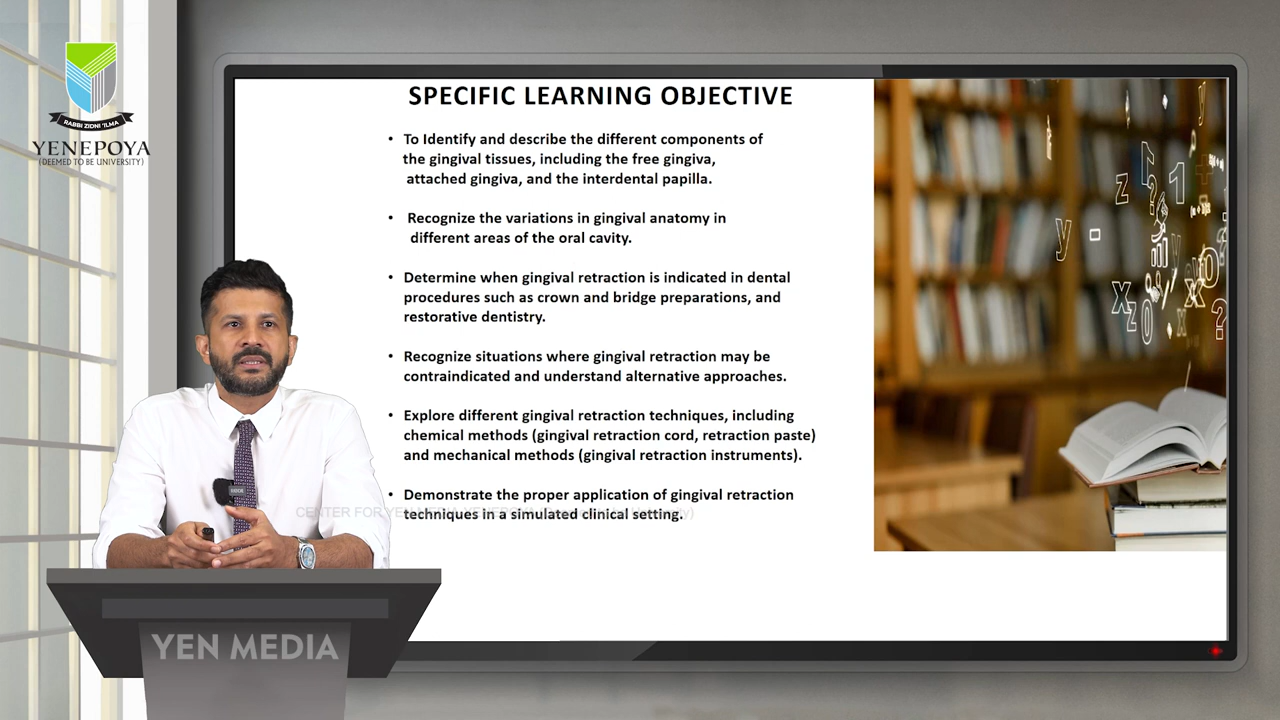 RABBI ZIDNI 'ILMA
YENEPOYA
(DEEMED TO BE UNIVERSITY)
SPECIFIC LEARNING OBJECTIVE
• To Identify and describe the different components of
the gingival tissues, including the free gingiva,
attached gingiva, and the interdental papilla.
• Recognize the variations in gingival anatomy in
different areas of the oral cavity.
• Determine when gingival retraction is indicated in dental
procedures such as crown and bridge preparations, and
restorative dentistry.
• Recognize situations where gingival retraction may be
contraindicated and understand alternative approaches.
• Explore different gingival retraction techniques, including
chemical methods (gingival retraction cord, retraction paste)
and mechanical methods (gingival retraction instruments).
• Demonstrate the proper application of gingival retraction
techniques in a simulated clinical setting.
CENTER FOR YEN MEDIA, YENEPOYA
YEN MEDIA